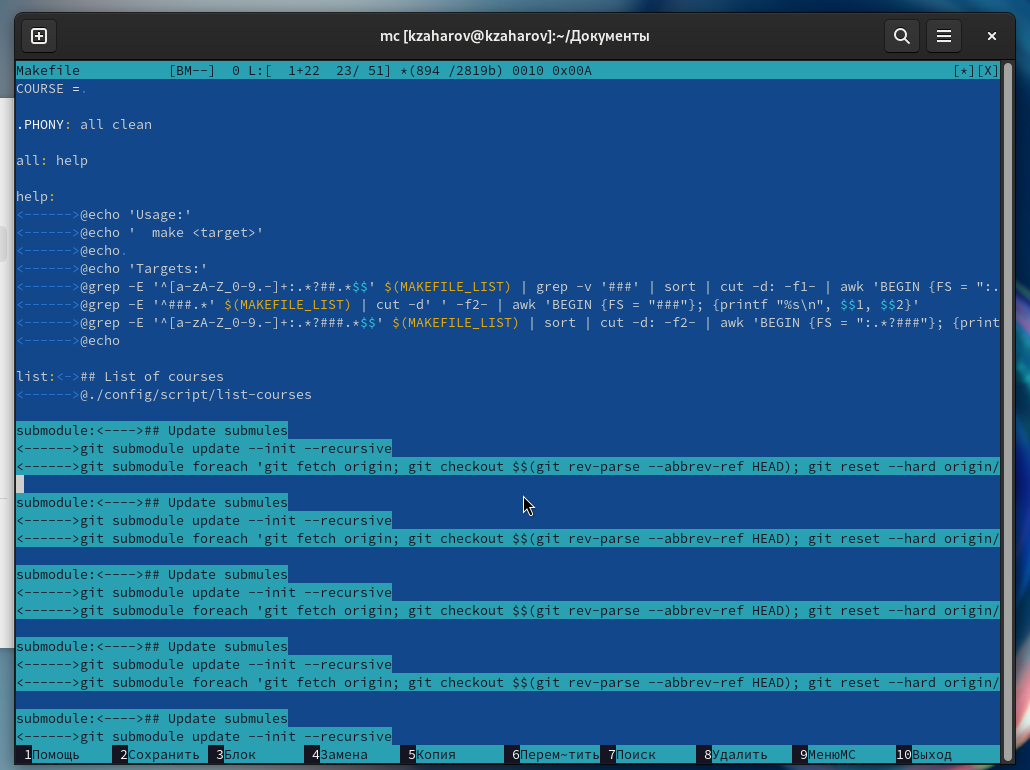 mc [kzaharov@kzaharov]:~/Документы
Makefile [BM--] 0 L:[ 1+22 23/ 51] *(894 /2819b) 0010 0x00A [*][X]
COURSE =.
.PHONY: all clean
all: help
help:
<------>@echo 'Usage:'
<------>@echo '  make <target>'
<------>@echo.
<------>@echo 'Targets:'
<------>@grep -E '^[a-zA-Z_0-9.-]+:.*?##.*$$' $(MAKEFILE_LIST) | grep -v '###' | sort | cut -d: -f1- | awk 'BEGIN {FS = ":.
<------>@grep -E '^###.*' $(MAKEFILE_LIST) | cut -d' ' -f2- | awk 'BEGIN {FS = "###"}; {printf "%s\n", $$1, $$2}'
<------>@grep -E '^[a-zA-Z_0-9.-]+:.*?###.*$$' $(MAKEFILE_LIST) | sort | cut -d: -f2- | awk 'BEGIN {FS = ":.*?###"}; {print
<------>@echo
list:<->## List of courses
<------>@./config/script/list-courses
submodule:<---->## Update submules
<------>git submodule update --init --recursive
<------>git submodule foreach 'git fetch origin; git checkout $$(git rev-parse --abbrev-ref HEAD); git reset --hard origin/
submodule:<---->## Update submules
<------>git submodule update --init --recursive
<------>git submodule foreach 'git fetch origin; git checkout $$(git rev-parse --abbrev-ref HEAD); git reset --hard origin/
submodule:<---->## Update submules
<------>git submodule update --init --recursive
<------>git submodule foreach 'git fetch origin; git checkout $$(git rev-parse --abbrev-ref HEAD); git reset --hard origin/
submodule:<---->## Update submules
<------>git submodule update --init --recursive
<------>git submodule foreach 'git fetch origin; git checkout $$(git rev-parse --abbrev-ref HEAD); git reset --hard origin/
submodule:<---->## Update submules
<------>git submodule update --init --recursive
1Помощь 2Сохранить 3Блок 4Замена 5Копия 6Перем~тить 7Поиск 8Удалить 9МенюMC 10Выход